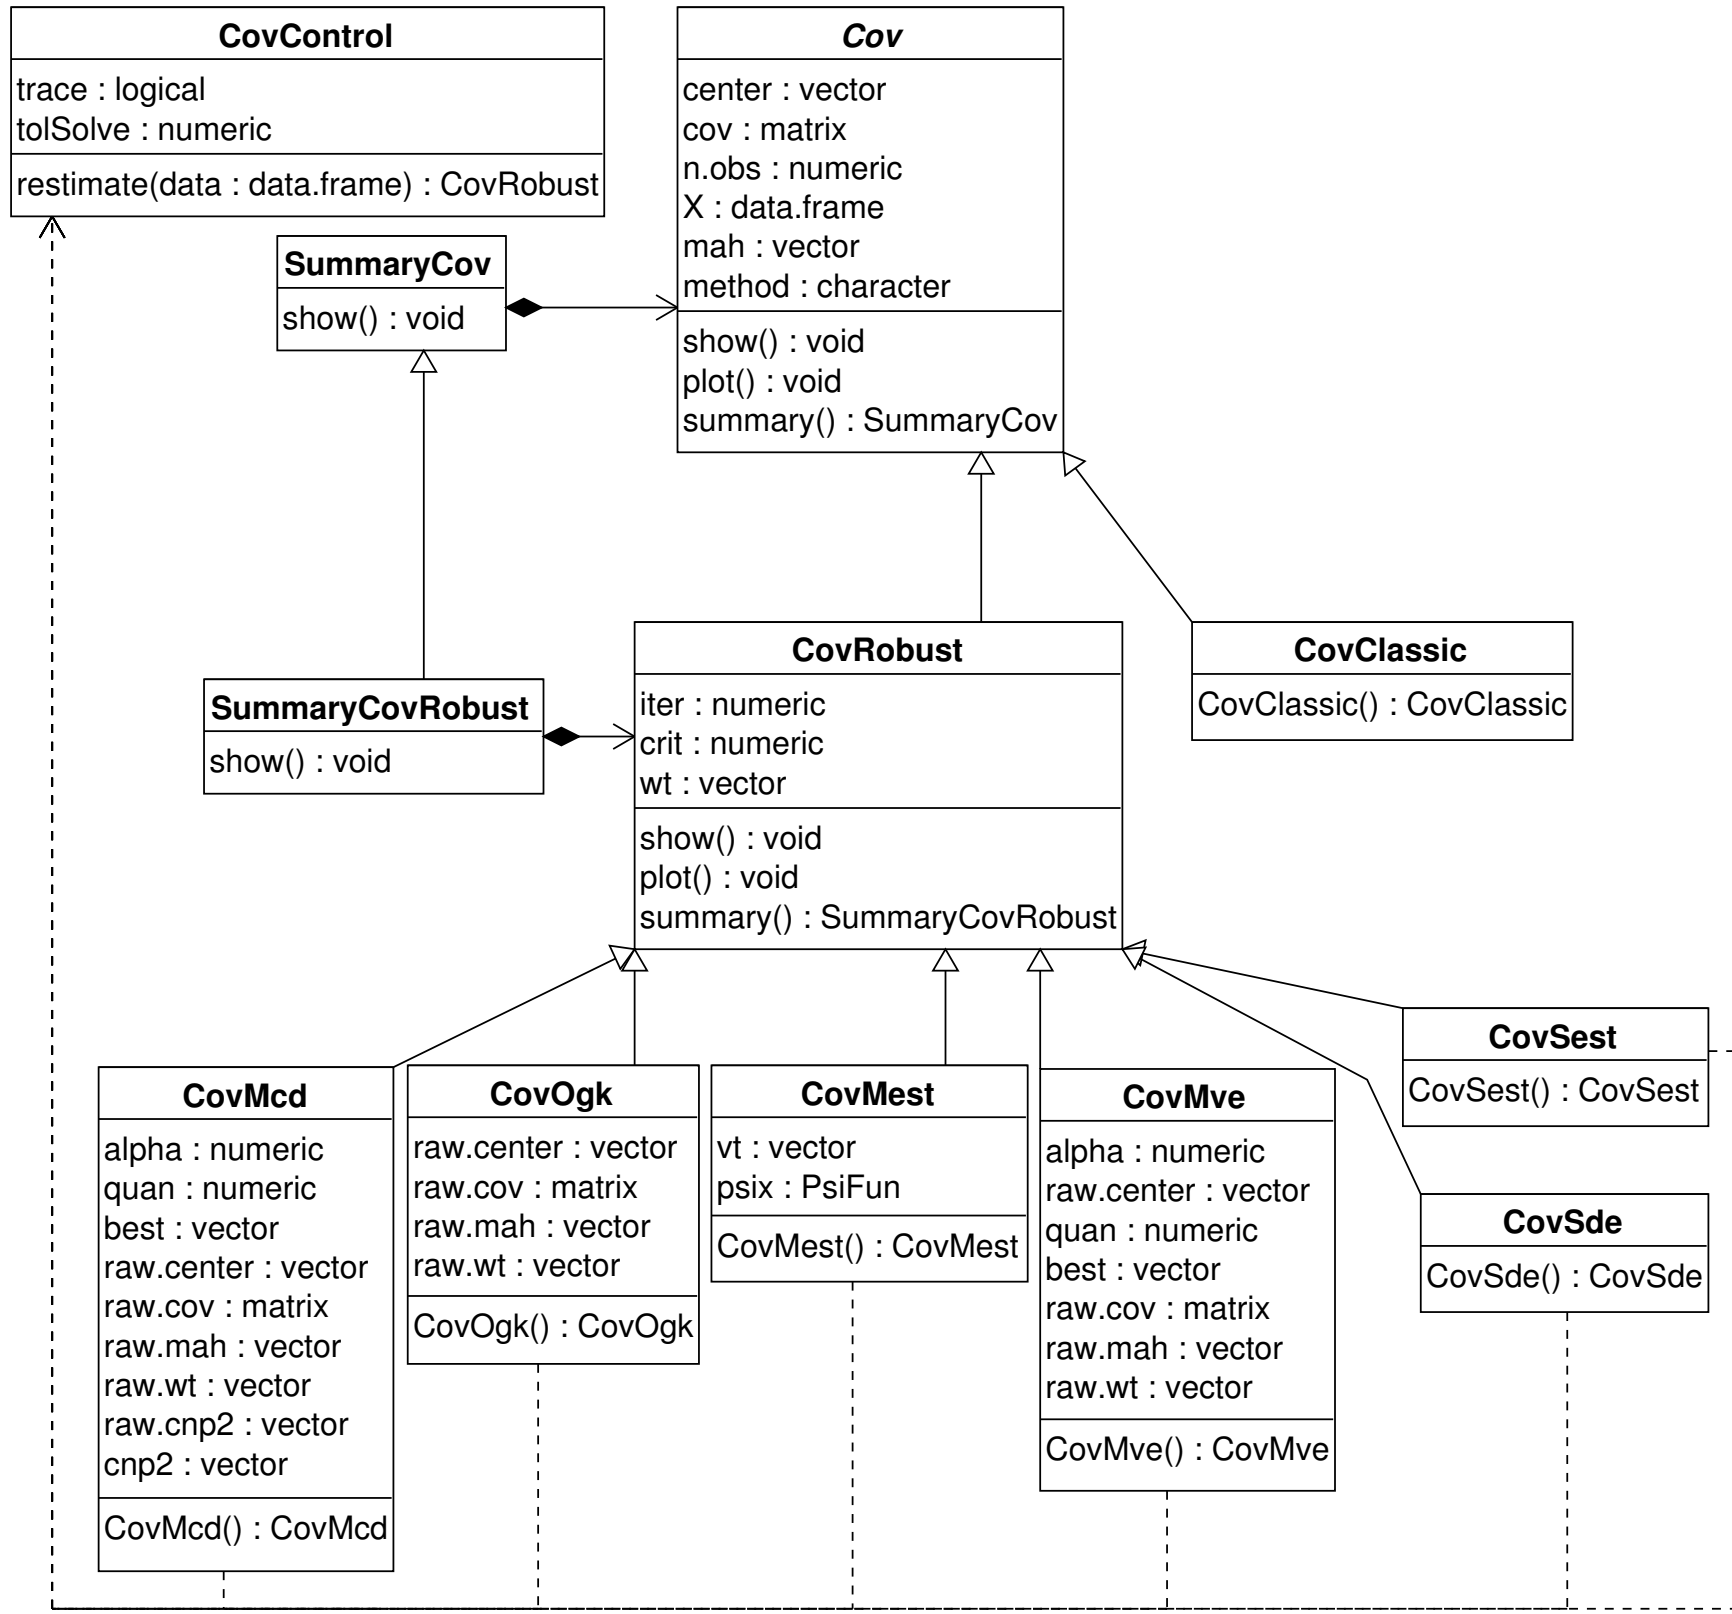 CovControl
trace : logical
tolSolve : numeric
restimate(data : data.frame) : CovRobust
Cov
center : vector
cov : matrix
n.obs : numeric
X : data.frame
mah : vector
method : character
show() : void
plot() : void
summary() : SummaryCov
SummaryCov
show() : void
CovRobust
iter : numeric
crit : numeric
wt : vector
show() : void
plot() : void
summary() : SummaryCovRobust
CovClassic
CovClassic() : CovClassic
SummaryCovRobust
show() : void
CovMcd
alpha : numeric
quan : numeric
best : vector
raw.center : vector
raw.cov : matrix
raw.mah : vector
raw.wt : vector
raw.cnp2 : vector
cnp2 : vector
CovMcd() : CovMcd
CovOgk
raw.center : vector
raw.cov : matrix
raw.mah : vector
raw.wt : vector
CovOgk() : CovOgk
CovMest
vt : vector
psix : PsiFun
CovMest() : CovMest
CovMve
alpha : numeric
raw.center : vector
quan : numeric
best : vector
raw.cov : matrix
raw.mah : vector
raw.wt : vector
CovMve() : CovMve
CovSest
CovSest() : CovSest
CovSde
CovSde() : CovSde